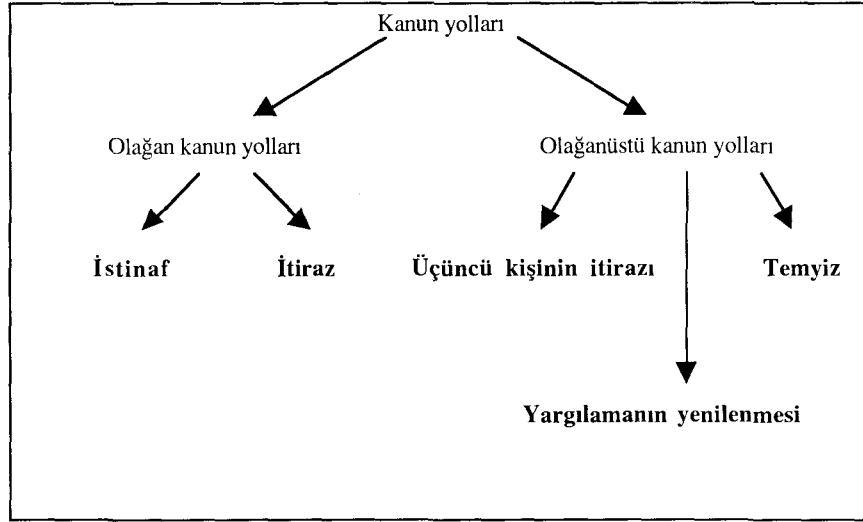 Kanun yolları
Olağan kanun yolları
Olağanüstü kanun yolları
İstinaf
İtiraz
Üçüncü kişinin itirazı
Temyiz
Yargılamanın yenilenmesi